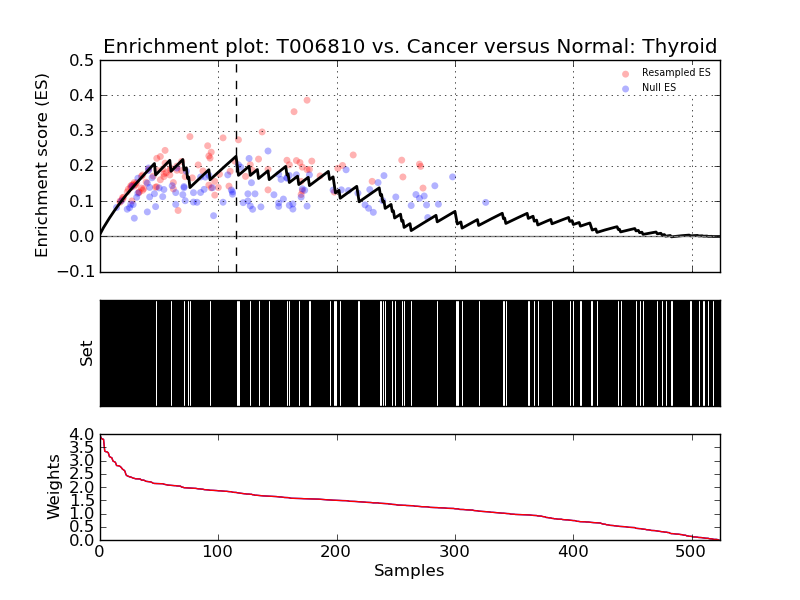 Enrichment plot: T006810 vs. Cancer versus Normal: Thyroid
Enrichment score (ES)
0.5
0.4
0.3
0.2
0.1
0.0
−0.1
Resampled ES
Null ES
Set
Weights
4.0
3.5
3.0
2.5
2.0
1.5
1.0
0.5
0.0
0 100 200 300 400 500
Samples